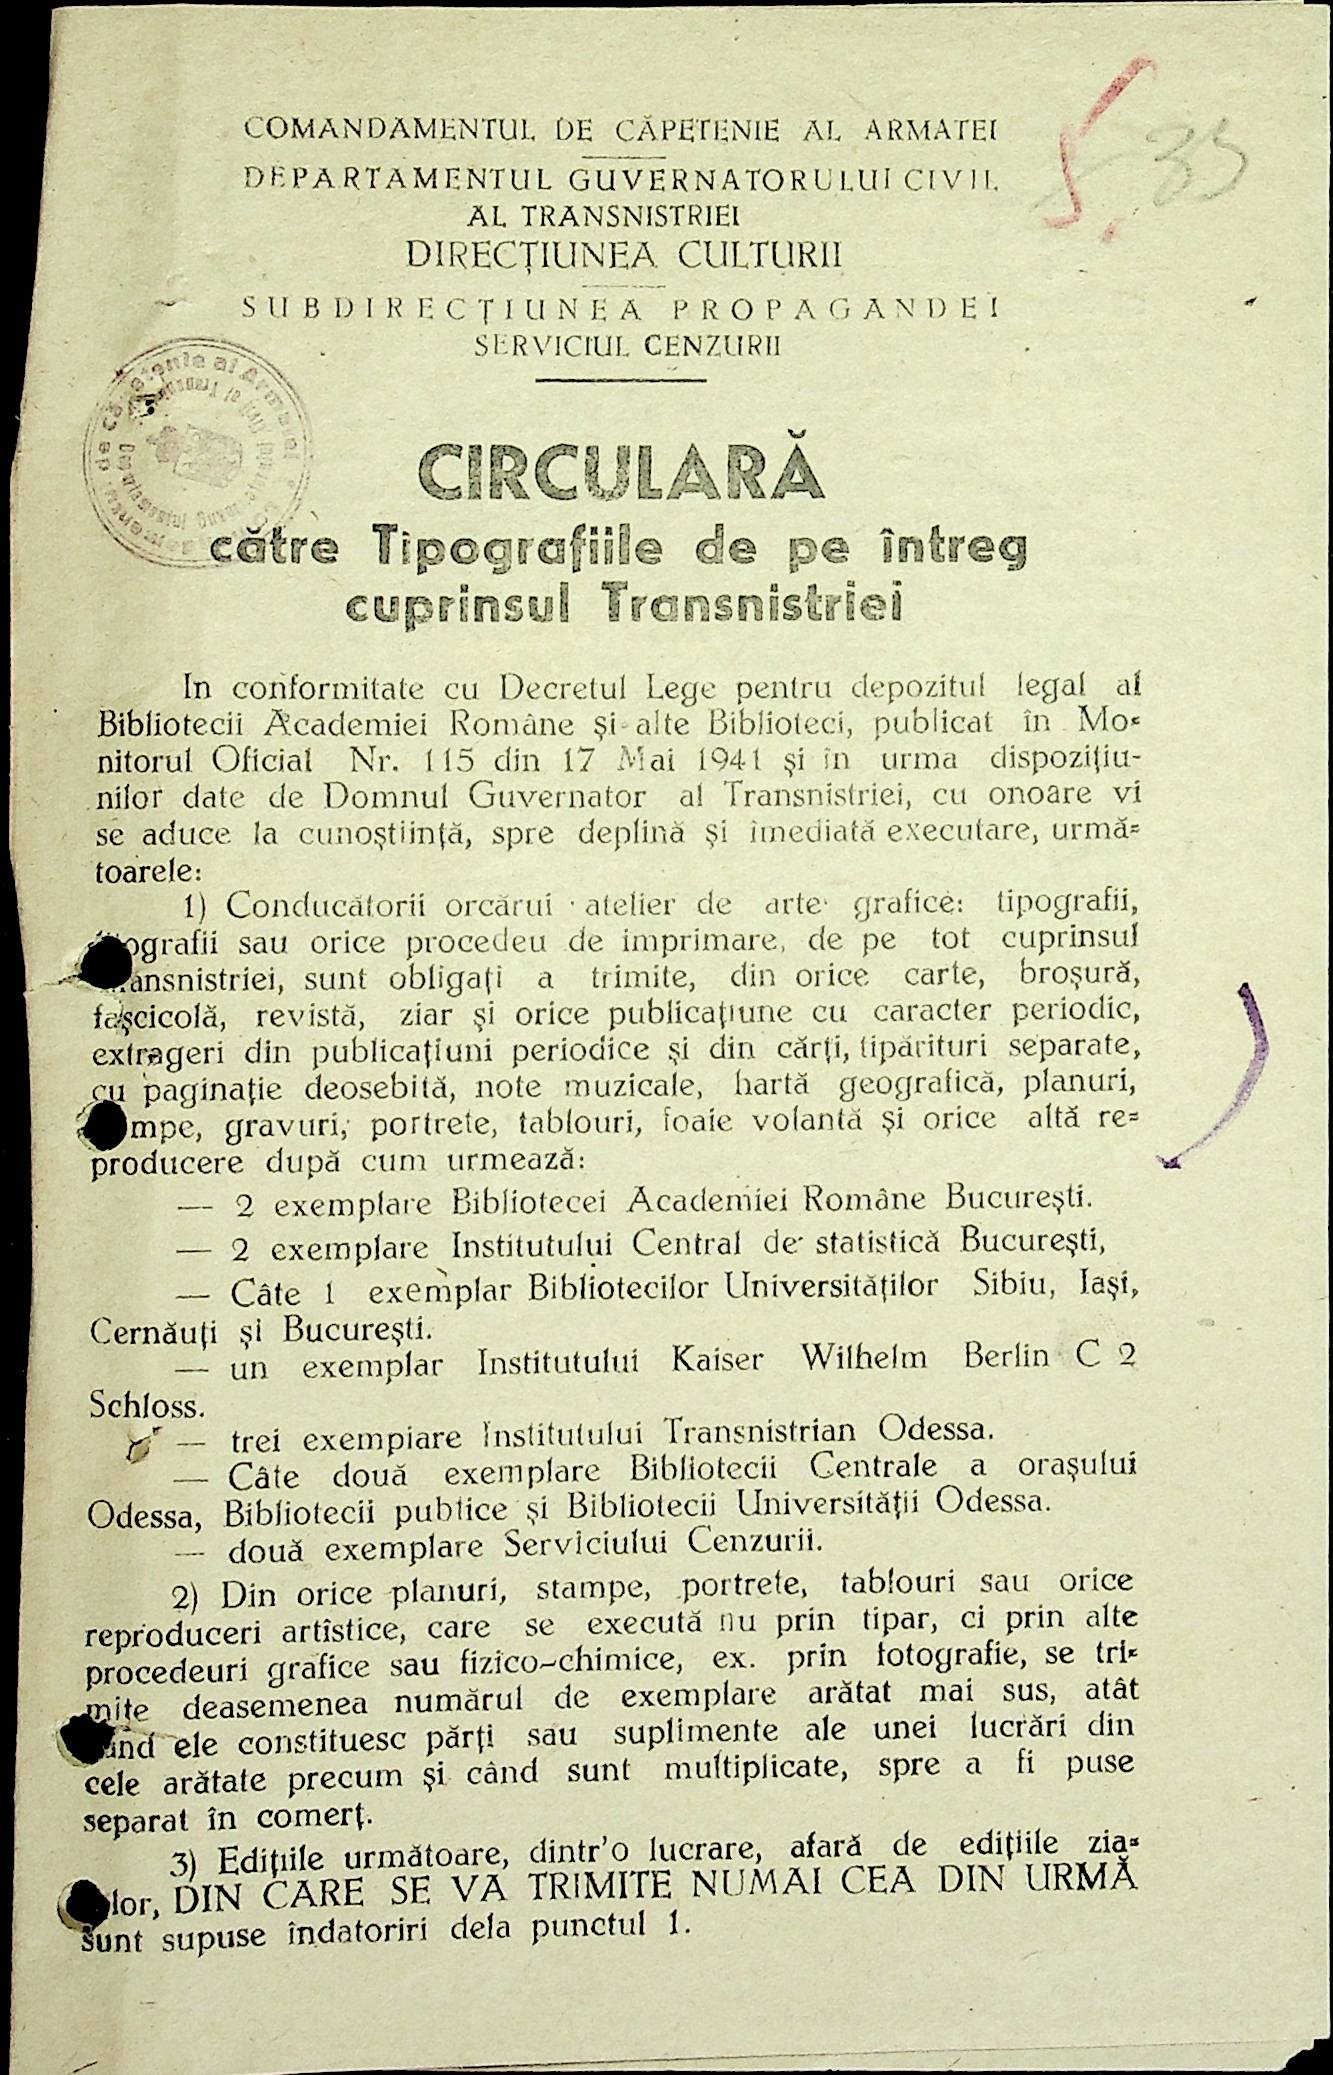 COMANDAMENTUL DE CĂPETENIE AL ARMATEI
DEPARTAMENTUL GUVERNATORULUI CIVIL
AL TRANSNISTRIEI
DIRECȚIUNEA CULTURII
SUBDIRECȚIUNEA PROPAGANDEI
SERVICIUL CENZURII
5. 35
CIRCULARĂ
către Tipografiile de pe întreg
cuprinsul Transnistriei
In conformitate cu Decretul Lege pentru depozitul legal al
Bibliotecii Academiei Române și alte Biblioteci, publicat în Mo-
nitorul Oficial Nr. 115 din 17 Mai 1941 și în urma dispozițiu-
nilor date de Domnul Guvernator al Transnistriei, cu onoare vi
se aduce la cunoștiință, spre deplină și imediată executare, urmă-
toarele:
1) Conducătorii orcărui atelier de arte grafice: tipografii,
ografii sau orice procedeu de imprimare, de pe tot cuprinsul
ransnistriei, sunt obligați a trimite, din orice carte, broșură,
fascicolă, revistă, ziar și orice publicațiune cu caracter periodic,
extrageri din publicațiuni periodice și din cărți, tipărituri separate,
cu paginație deosebită, note muzicale, hartă geografică, planuri,
mpe, gravuri, portrete, tablouri, foaie volantă și orice altă re-
producere după cum urmează:
— 2 exemplare Bibliotecei Academiei Române București.
— 2 exemplare Institutului Central de statistică București,
— Câte 1 exemplar Bibliotecilor Universităților Sibiu, Iași,
Cernăuți și București.
— un exemplar Institutului Kaiser Wilhelm Berlin C 2
Schloss.
— trei exempiare Institutului Transnistrian Odessa.
— Câte două exemplare Bibliotecii Centrale a orașului
Odessa, Bibliotecii publice și Bibliotecii Universității Odessa.
— două exemplare Serviciului Cenzurii.
2) Din orice planuri, stampe, portrete, tablouri sau orice
reproduceri artistice, care se execută nu prin tipar, ci prin alte
procedeuri grafice sau fizico-chimice, ex. prin fotografie, se tri-
mite deasemenea numărul de exemplare arătat mai sus, atât
ând ele constituesc părți sau suplimente ale unei lucrări din
cele arătate precum și când sunt multiplicate, spre a fi puse
separat în comerț.
3) Edițiile următoare, dintr'o lucrare, afară de edițiile zia-
lor, DIN CARE SE VA TRIMITE NUMAI CEA DIN URMĂ
sunt supuse îndatoriri dela punctul 1.